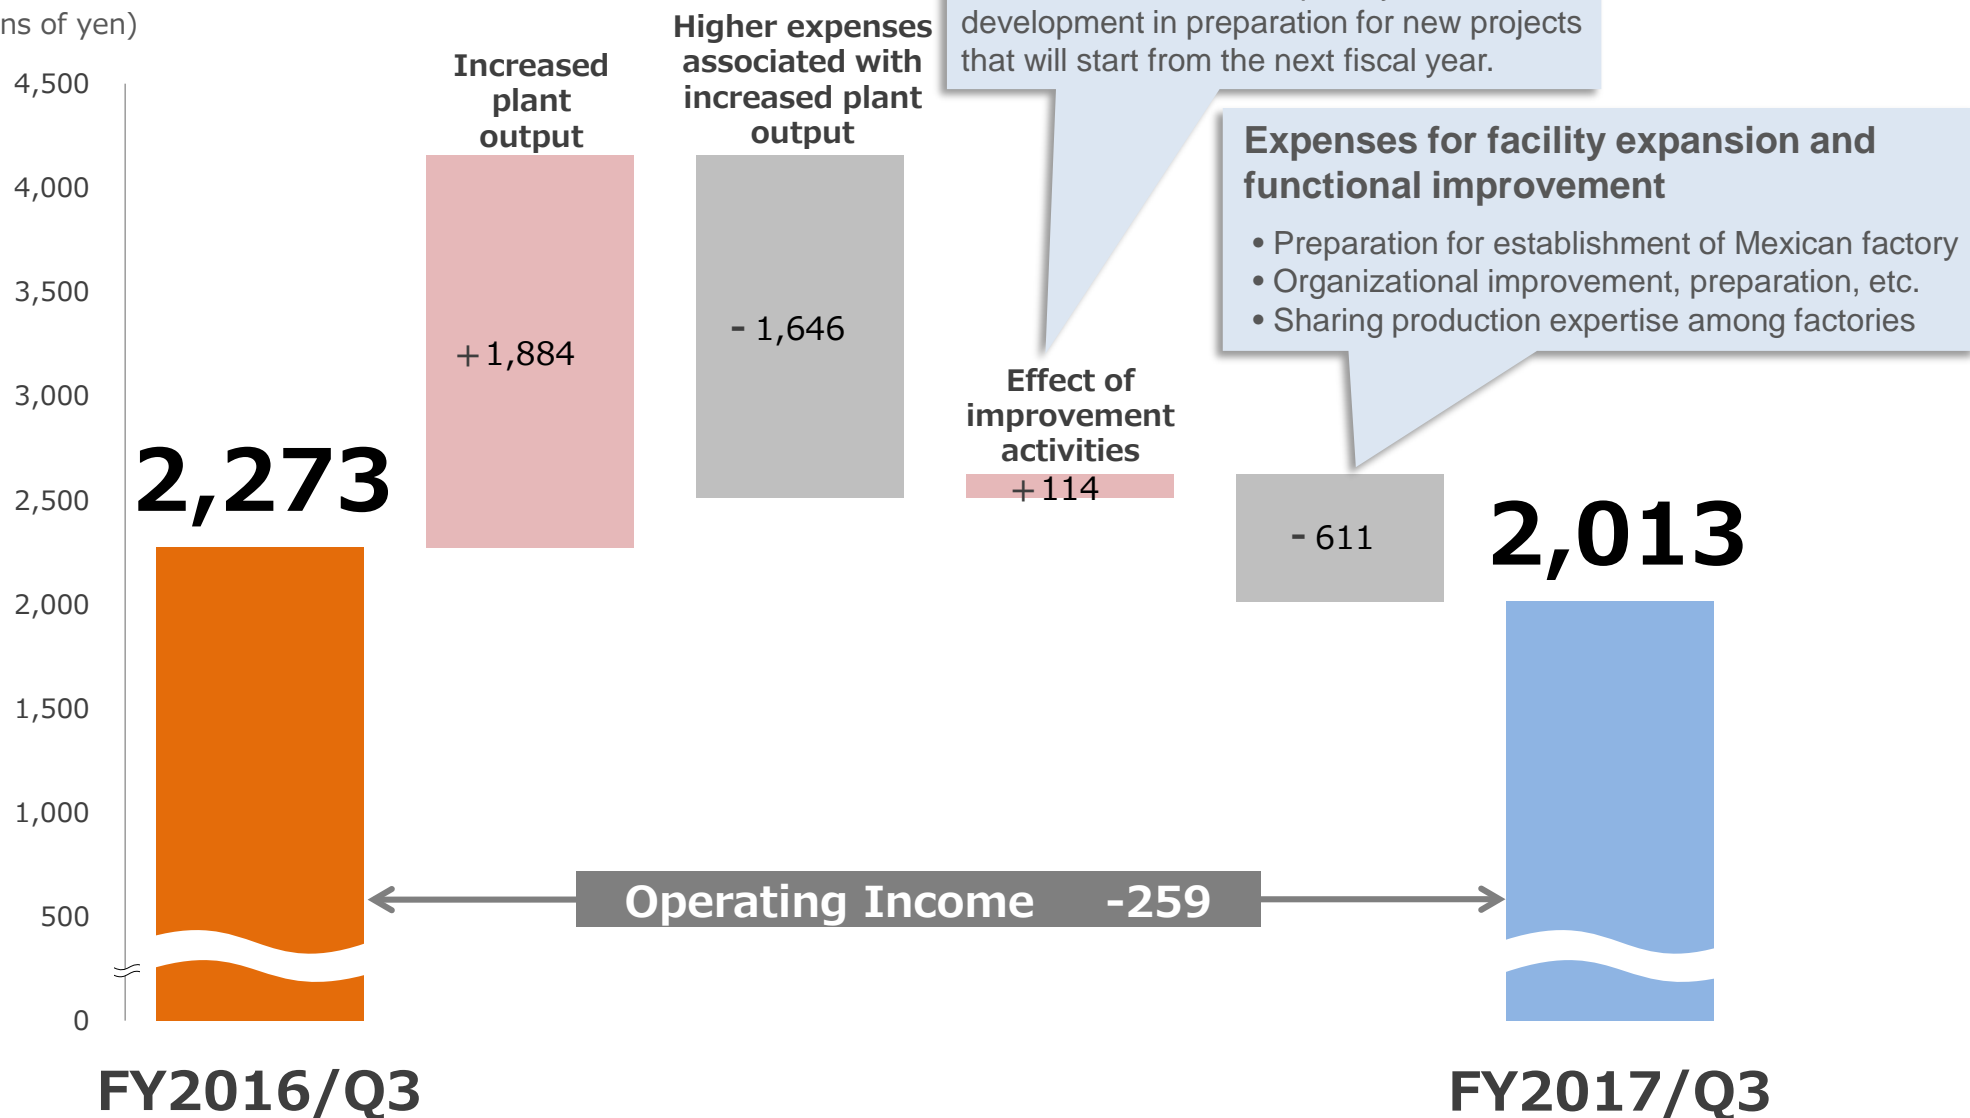 ns of yen)
4,500
4,000
3,500
3,000
2,500
2,000
1,500
1,000
500
0
Increased
plant
output
Higher expenses
associated with
increased plant
output
development in preparation for new projects
that will start from the next fiscal year.
Expenses for facility expansion and
functional improvement
• Preparation for establishment of Mexican factory
• Organizational improvement, preparation, etc.
• Sharing production expertise among factories
+1,884
- 1,646
Effect of
improvement
activities
+114
- 611
2,273
2,013
Operating Income -259
FY2016/Q3
FY2017/Q3